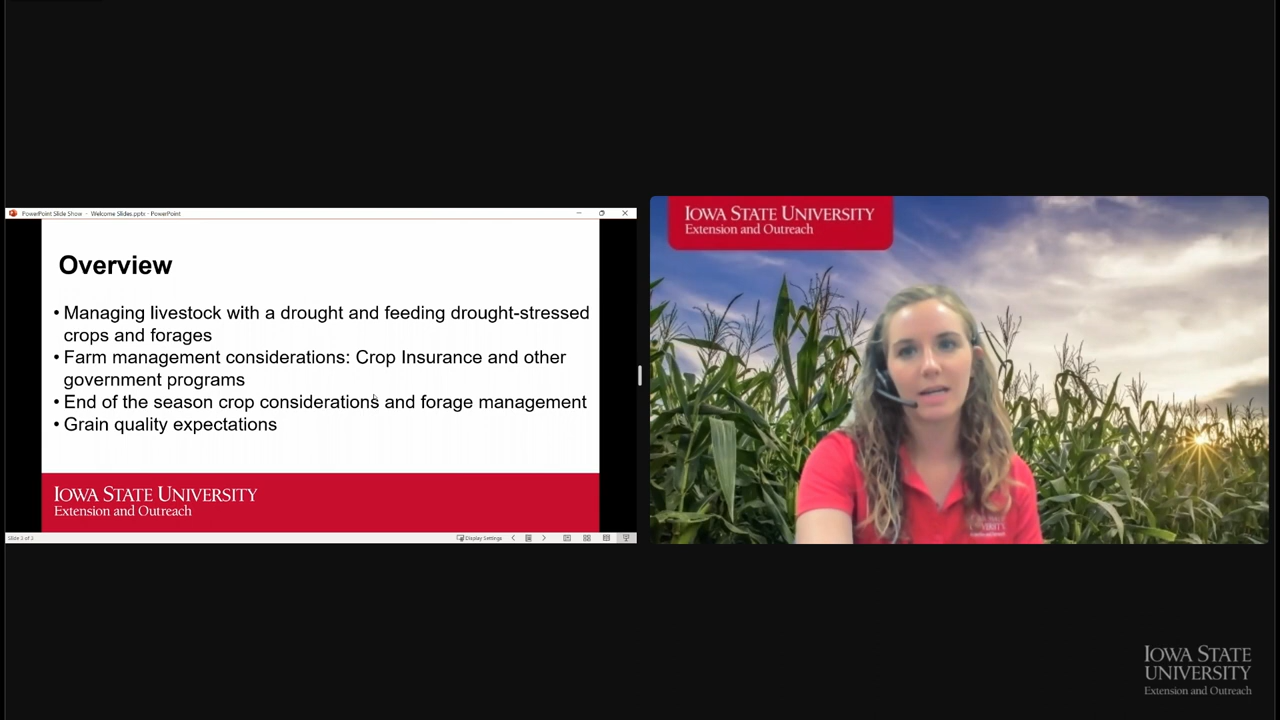 PowerPoint Slide Show - Welcome Slides.pptx - PowerPoint
Overview
• Managing livestock with a drought and feeding drought-stressed
crops and forages
• Farm management considerations: Crop Insurance and other
government programs
• End of the season crop considerations and forage management
• Grain quality expectations
IOWA STATE UNIVERSITY
Extension and Outreach
Display Settings
IOWA STATE UNIVERSITY
Extension and Outreach
IOWA STATE
UNIVERSITY
Extension and Outreach